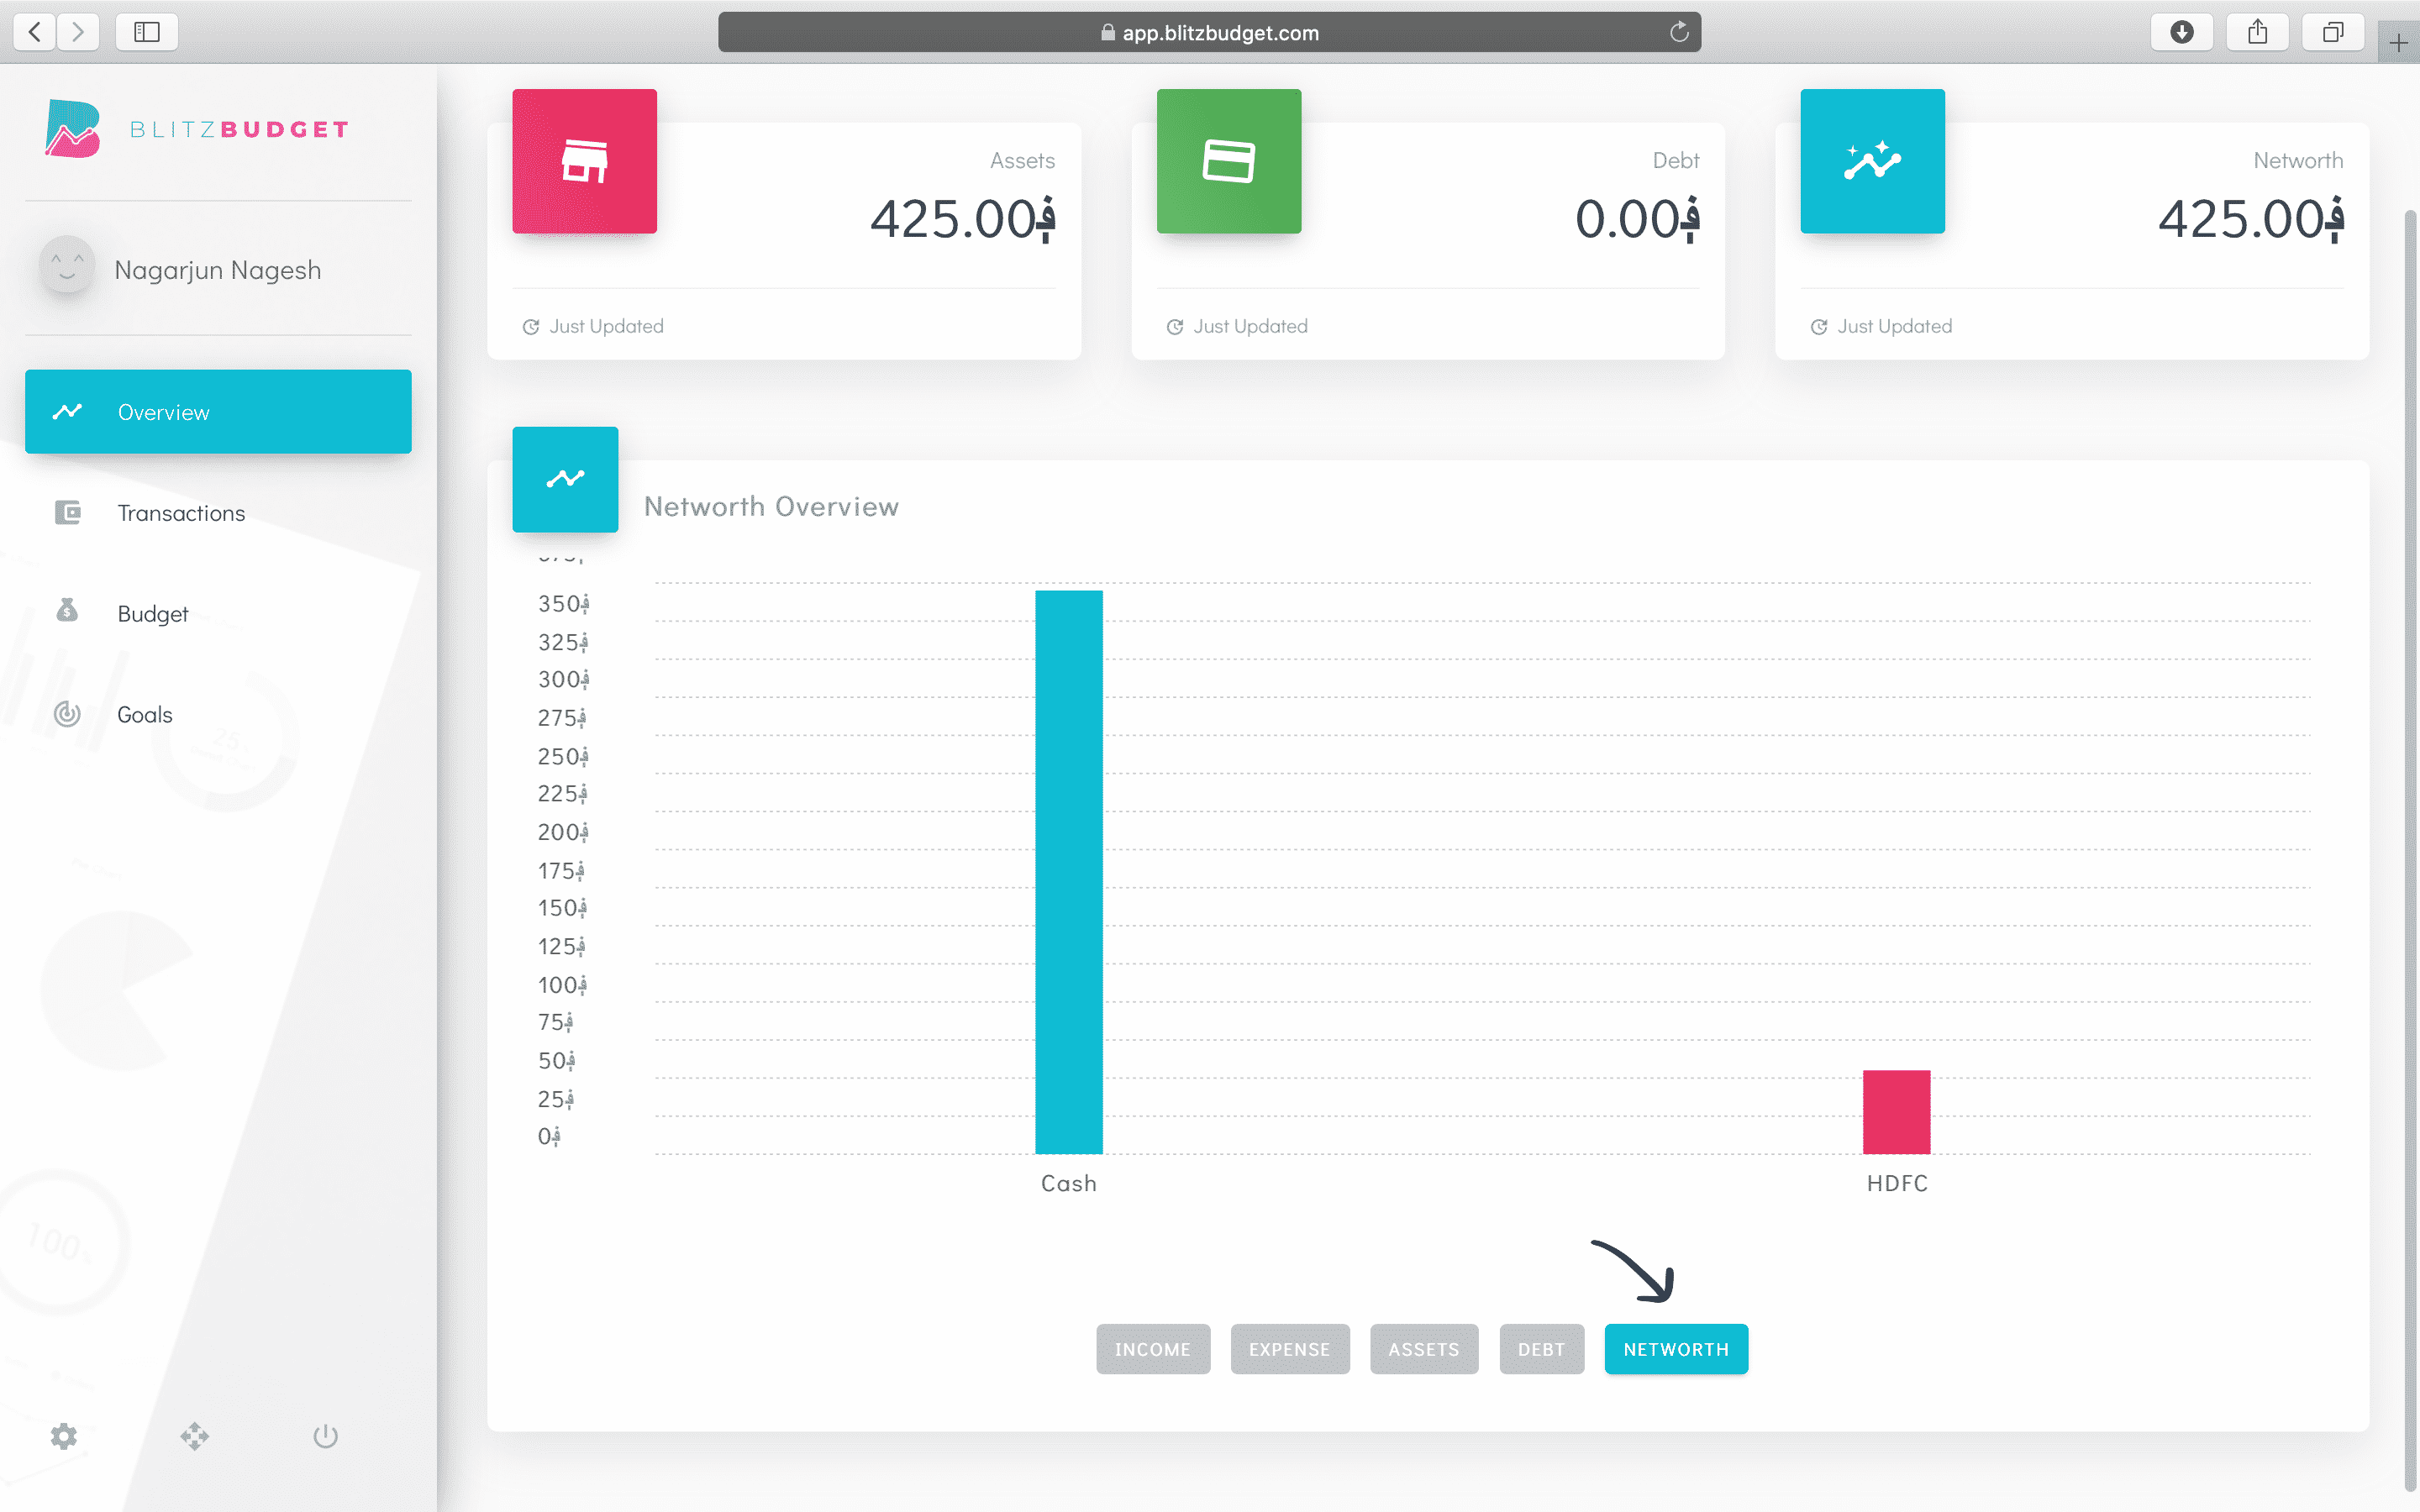 app.blitzbudget.com
BLITZBUDGET
Nagarjun Nagesh
Overview
Transactions
Budget
Goals
Assets
425.00؋
Just Updated
Debt
0.00؋
Just Updated
Networth
425.00؋
Just Updated
Networth Overview
350؋
325؋
300؋
275؋
250؋
225؋
200؋
175؋
150؋
125؋
100؋
75؋
50؋
25؋
0؋
Cash
HDFC
INCOME
EXPENSE
ASSETS
DEBT
NETWORTH
25
100%